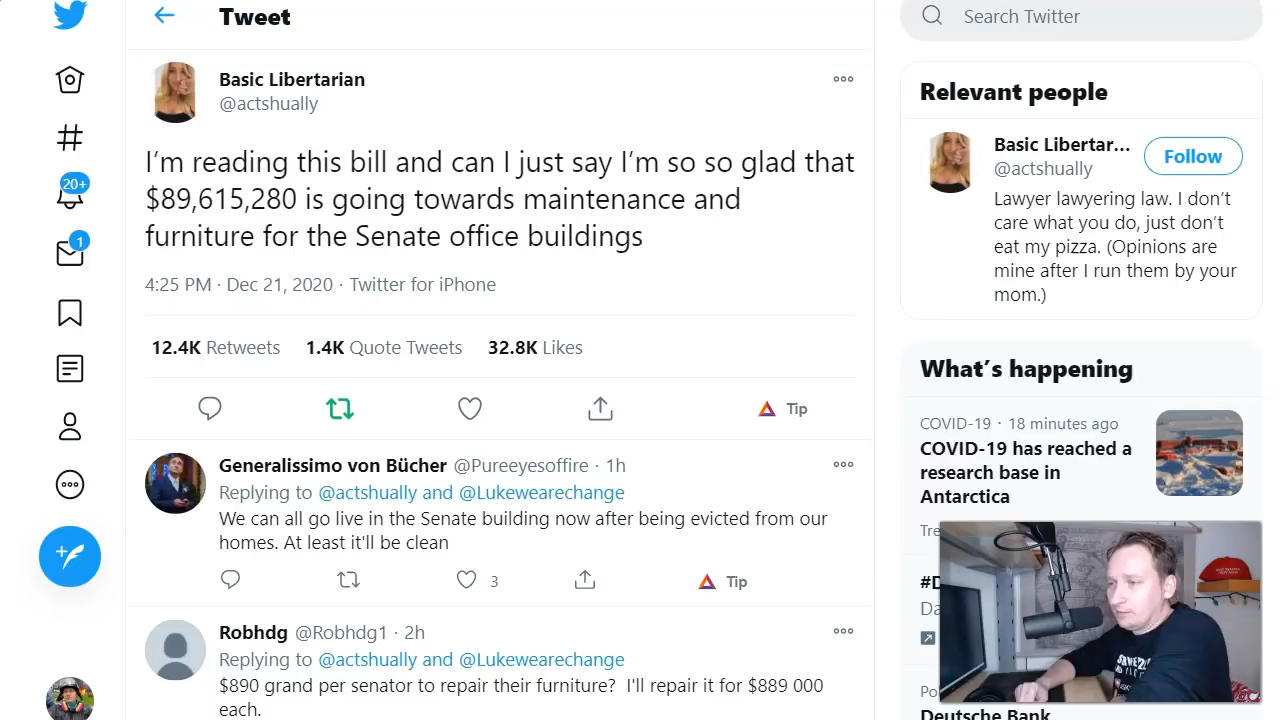 Tweet
Search Twitter
Basic Libertarian
@actshually
I'm reading this bill and can I just say I'm so so glad that
$89,615,280 is going towards maintenance and
furniture for the Senate office buildings
4:25 PM · Dec 21, 2020 · Twitter for iPhone
12.4K Retweets 1.4K Quote Tweets 32.8K Likes
Tip
Generalissimo von Bücher @Pureeyesoffire · 1h
Replying to @actshually and @Lukewearechange
We can all go live in the Senate building now after being evicted from our
homes. At least it'll be clean
3
Tip
Robhdg @Robhdg1 · 2h
Replying to @actshually and @Lukewearechange
$890 grand per senator to repair their furniture? I'll repair it for $889 000
each.
20+
1
Relevant people
Basic Libertar...
Follow
@actshually
Lawyer lawyering law. I don't
care what you do, just don't
eat my pizza. (Opinions are
mine after I run them by your
mom.)
What's happening
COVID-19 · 18 minutes ago
COVID-19 has reached a
research base in
Antarctica
Tre
#D
Da
Po
Deutsche Bank